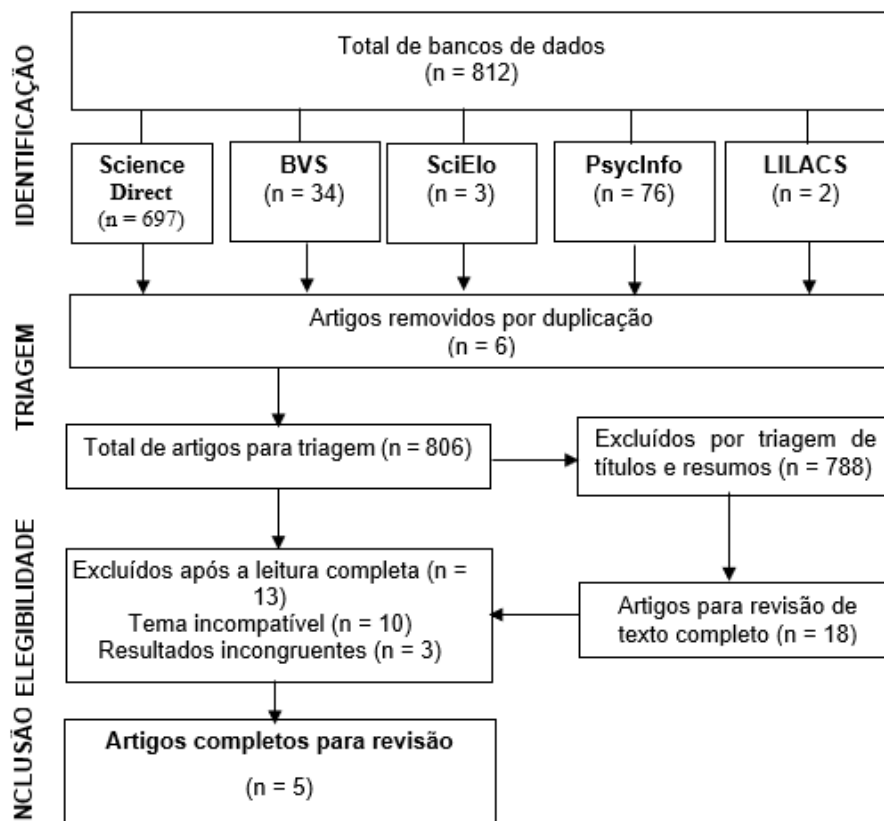 IDENTIFICAÇÃO
Total de bancos de dados
(n = 812)
Science
Direct
(n = 697)
BVS
(n = 34)
SciElo
(n = 3)
PsycInfo
(n = 76)
LILACS
(n = 2)
TRIAGEM
Artigos removidos por duplicação
(n = 6)
Total de artigos para triagem (n = 806)
Excluídos por triagem de
títulos e resumos (n = 788)
ELEGIBILIDADE
Excluídos após a leitura completa (n =
13)
Tema incompatível (n = 10)
Resultados incongruentes (n = 3)
Artigos para revisão de
texto completo (n = 18)
NCLUSÃO
Artigos completos para revisão
(n = 5)